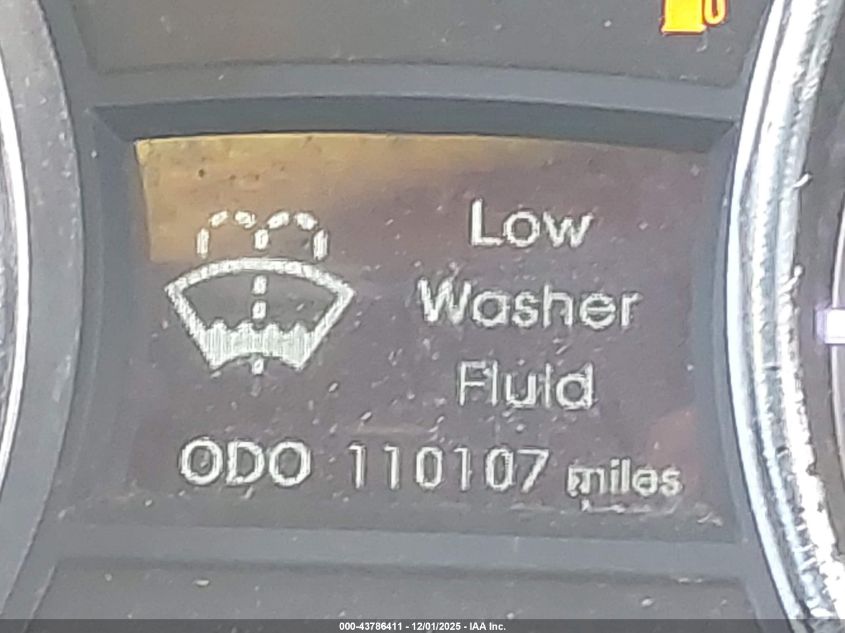 Low
Washer
Fluid
ODO 110107 miles
000-43786411 - 12/01/2025 - IAA Inc.